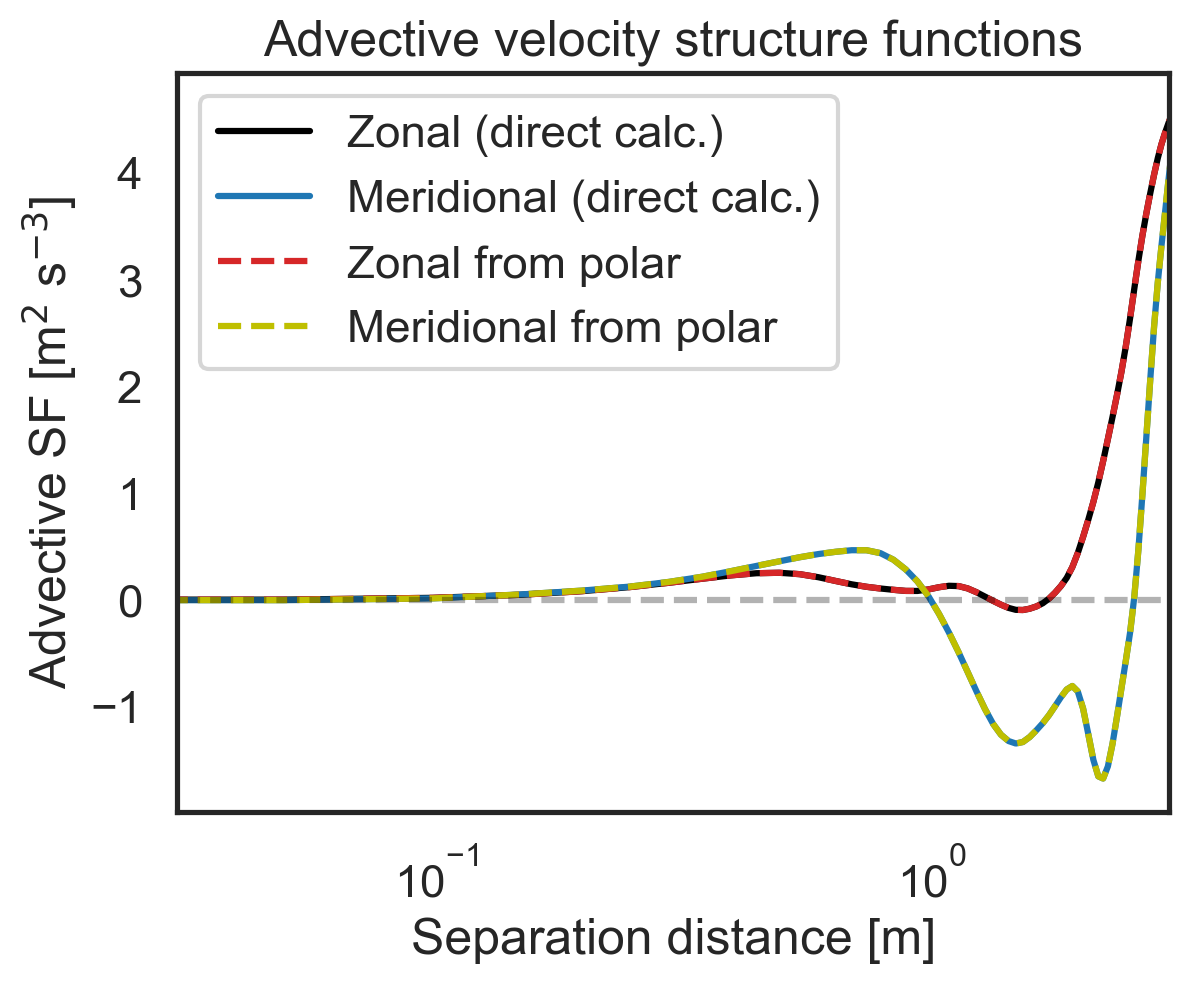 Advective velocity structure functions
Zonal (direct calc.)
Meridional (direct calc.)
Zonal from polar
Meridional from polar
Advective SF [m² s⁻³]
4
3
2
1
0
−1
10⁻¹
10⁰
Separation distance [m]